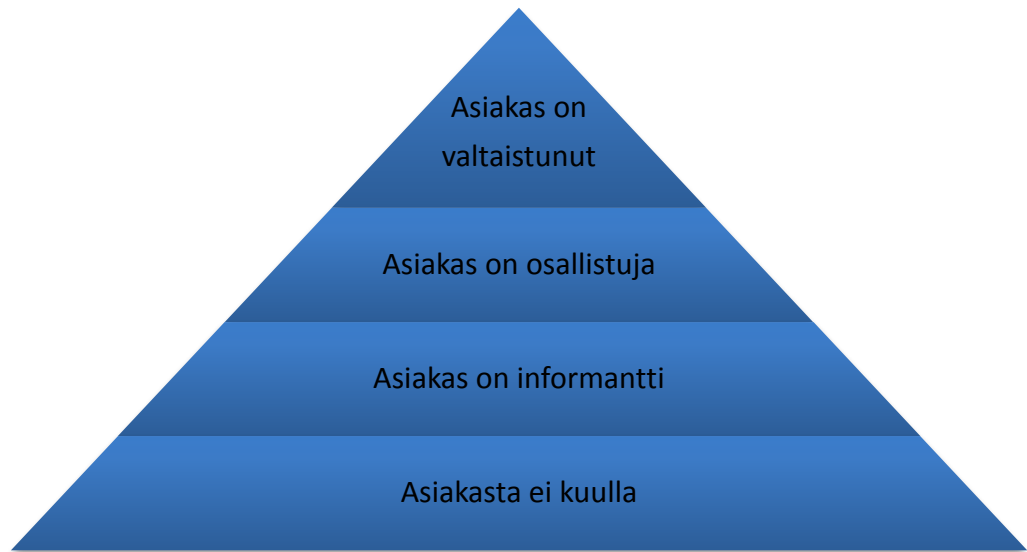 Asiakas on
valtaistunut
Asiakas on osallistuja
Asiakas on informantti
Asiakasta ei kuulla